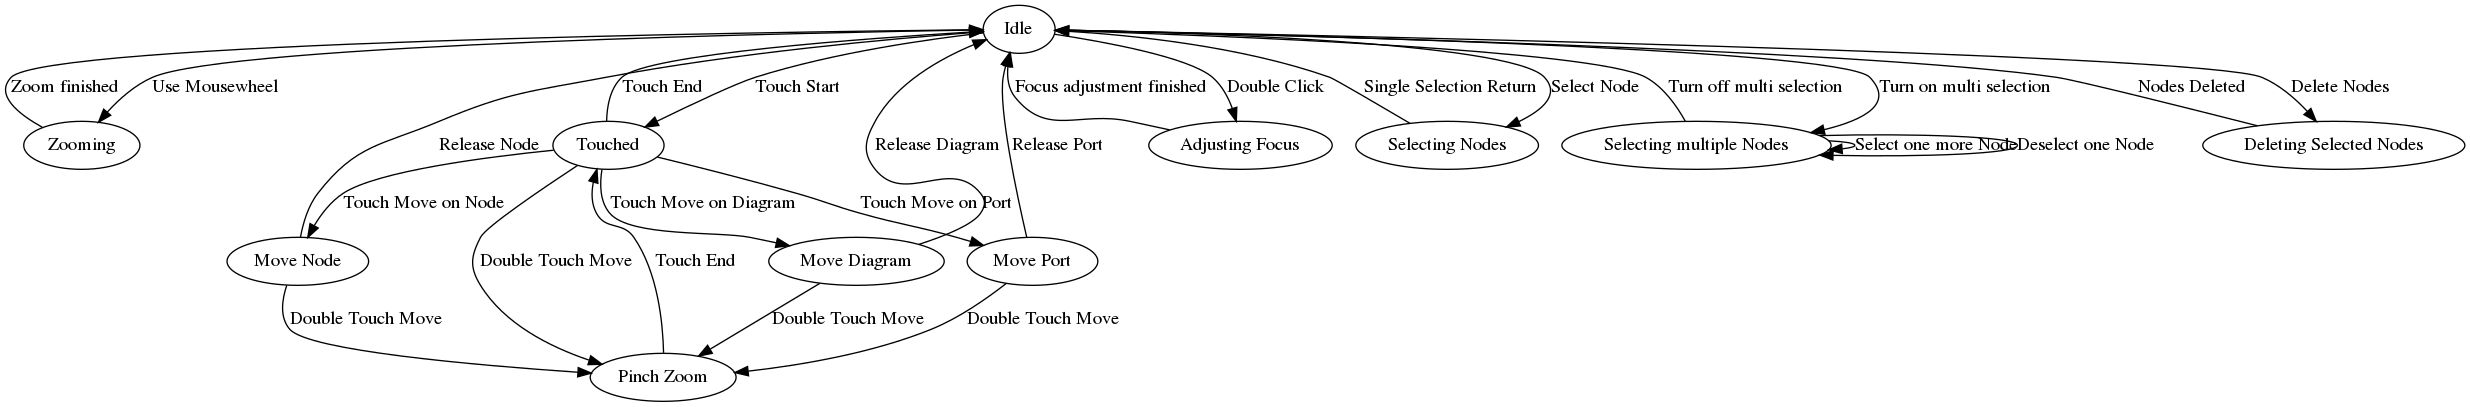 Idle
Zoom finished
Use Mousewheel
Touch End
Touch Start
Focus adjustment finished
Double Click
Single Selection Return
Select Node
Turn off multi selection
Turn on multi selection
Nodes Deleted
Delete Nodes
Zooming
Release Node
Touched
Release Diagram
Release Port
Adjusting Focus
Selecting Nodes
Selecting multiple Nodes
Select one more Node
Deselect one Node
Deleting Selected Nodes
Touch Move on Node
Touch Move on Diagram
Touch Move on Port
Move Node
Double Touch Move
Touch End
Move Diagram
Move Port
Double Touch Move
Double Touch Move
Double Touch Move
Pinch Zoom